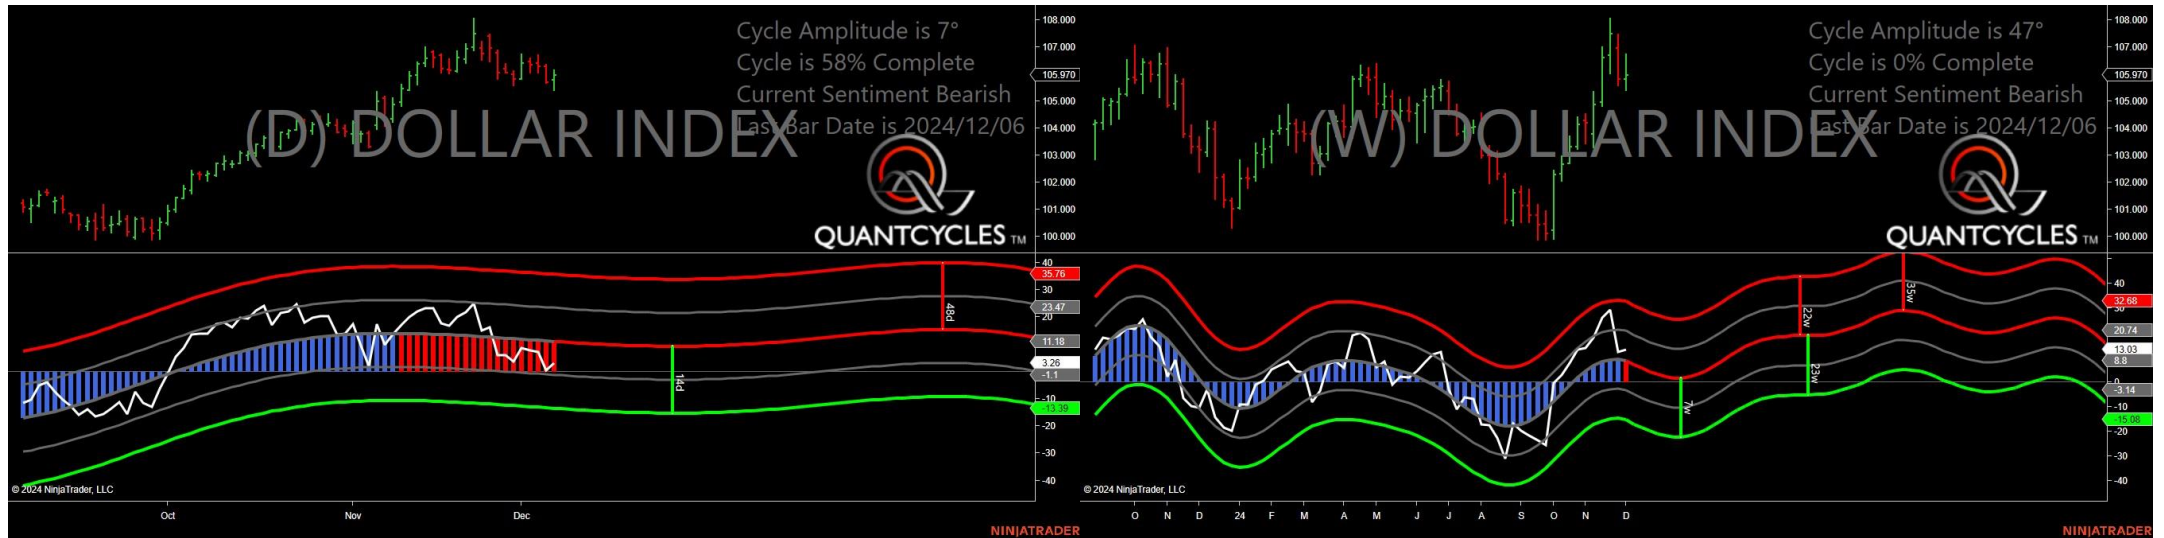 Cycle Amplitude is 7°
Cycle is 58% Complete
Current Sentiment Bearish
Last Bar Date is 2024/12/06
(D) DOLLAR INDEX
QUANTCYCLES TM
108.000
107.000
105.970
105.000
104.000
103.000
102.000
101.000
100.000
40
35.76
30
23.47
20
11.18
3.26
-1.1
-10
-13.39
-20
-30
-40
48d
14d
© 2024 NinjaTrader, LLC
Oct
Nov
Dec
NINJATRADER
Cycle Amplitude is 47°
Cycle is 0% Complete
Current Sentiment Bearish
Last Bar Date is 2024/12/06
(W) DOLLAR INDEX
QUANTCYCLES TM
108.000
107.000
105.970
105.000
104.000
103.000
102.000
101.000
100.000
40
32.68
30
20.74
13.03
8.8
0
-3.14
-10
-15.08
-20
-30
-40
7w
22w
23w
35w
© 2024 NinjaTrader, LLC
O N D 24 F M A M J J A S O N D
NINJATRADER